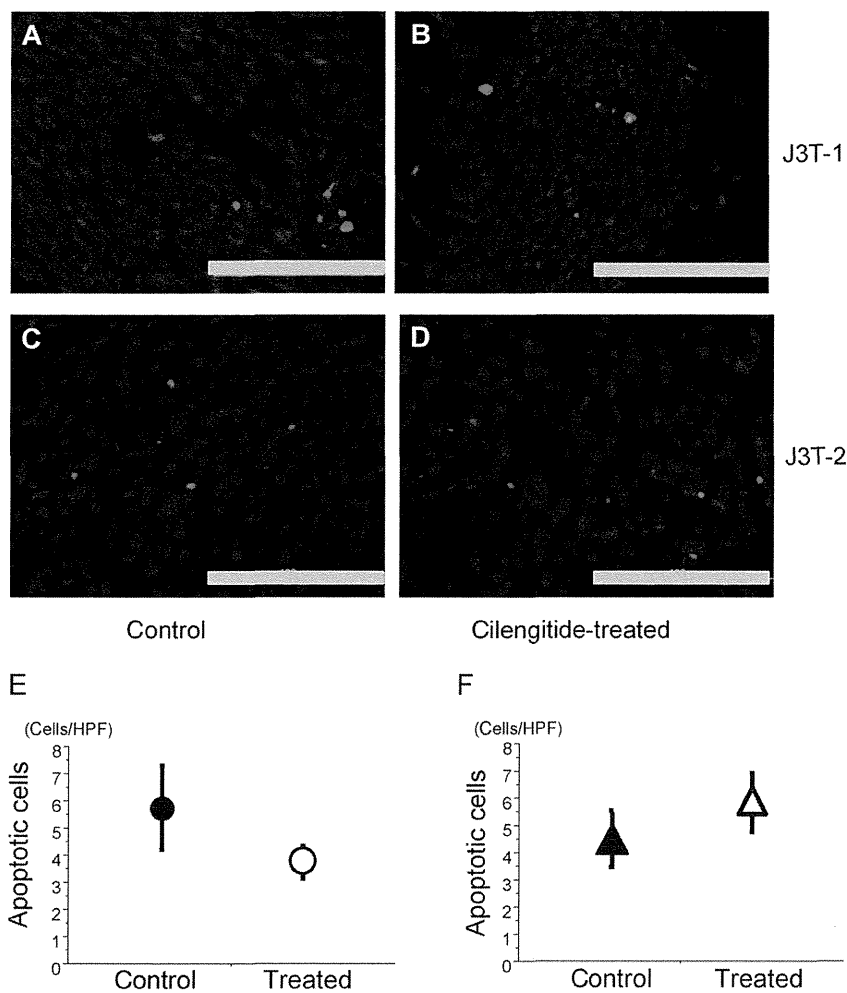 A
B
J3T-1
C
D
J3T-2
Control
Cilengitide-treated
E
F
(Cells/HPF)
8
7
6
5
4
3
2
1
0
Apoptotic cells
Control
Treated
(Cells/HPF)
8
7
6
5
4
3
2
1
0
Apoptotic cells
Control
Treated